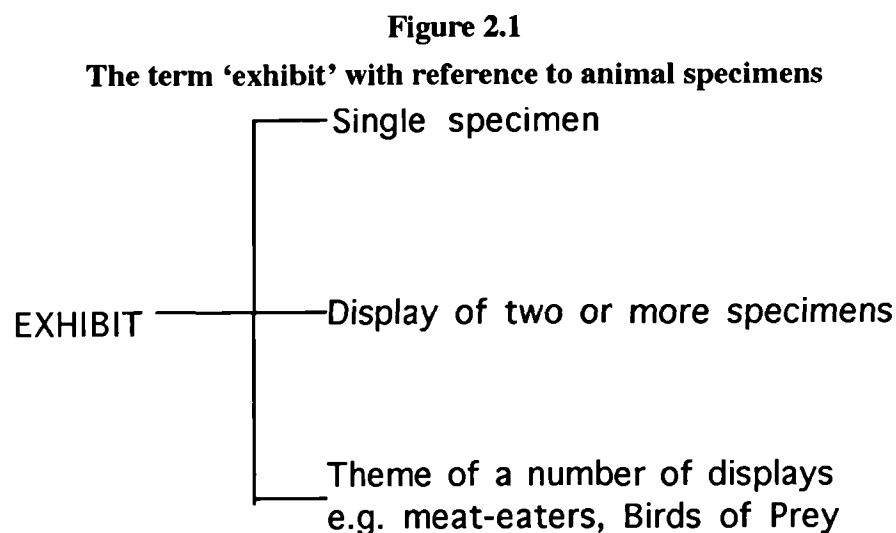 Figure 2.1
The term ‘exhibit’ with reference to animal specimens
Single specimen
EXHIBIT
Display of two or more specimens
Theme of a number of displays
e.g. meat-eaters, Birds of Prey